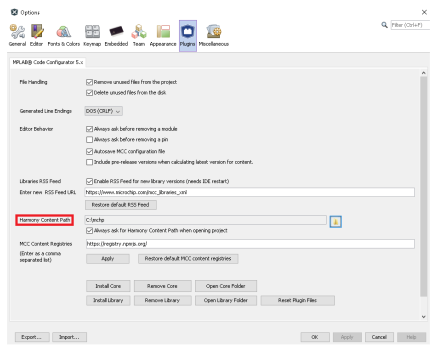 Options
Filter (Ctrl+F)
General Editor Fonts & Colors Keymap Embedded Team Appearance Plugins Miscellaneous
MPLAB® Code Configurator 5.x
File Handling
Remove unused files from the project
Delete unused files from the disk
Generated Line Endings
DOS (CRLF)
Editor Behavior
Always ask before removing a module
Always ask before removing a pin
Autosave MCC configuration file
Include pre-release versions when calculating latest version for content.
Libraries RSS Feed
Enable RSS Feed for new library versions (needs IDE restart)
Enter new RSS Feed URL
https://www.microchip.com/mcc_libraries_xml
Restore default RSS Feed
Harmony Content Path
C:/mchp
Always ask for Harmony Content Path when opening project
MCC Content Registries
https://registry.npmjs.org/
(Enter as a comma
separated list)
Apply
Restore default MCC content registries
Install Core
Remove Core
Open Core Folder
Install Library
Remove Library
Open Library Folder
Reset Plugin Files
Export... Import...
OK Apply Cancel Help